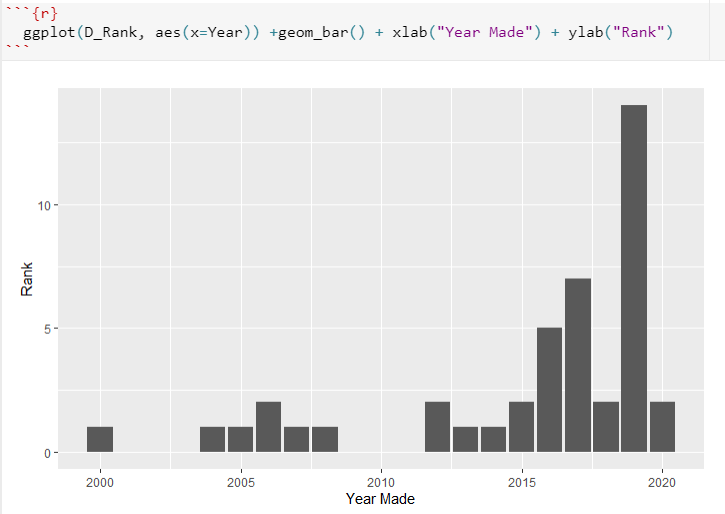 ```{r}
ggplot(D_Rank, aes(x=Year)) +geom_bar() + xlab("Year Made") + ylab("Rank")
```
10
5
0
Rank
2000 2005 2010 2015 2020
Year Made